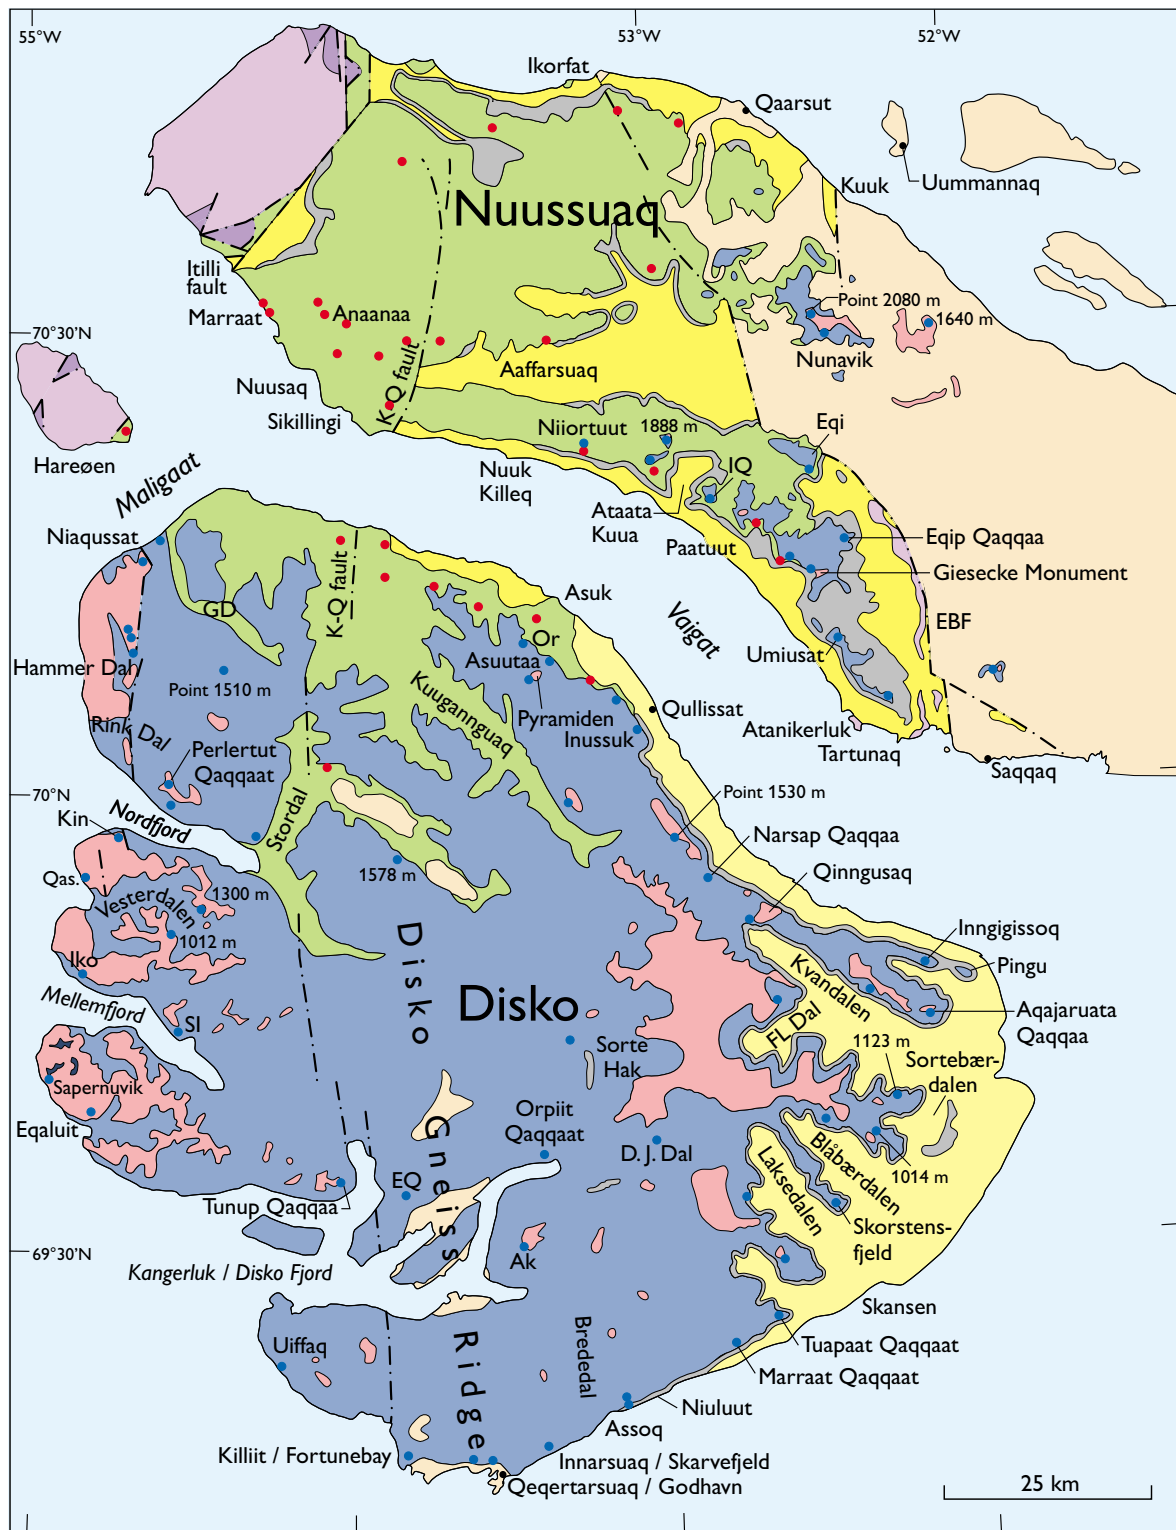 55°W
53°W
52°W
Ikorfat
Qaarsut
Kuuk
Uummannaq
Nuussuaq
Itilli
fault
Marraat
Anaanaa
Point 2080 m
1640 m
70°30'N
Nunavik
K-Q fault
Aaffarsuaq
Nuusaq
Sikillingi
Niiortuut
1888 m
Eqi
Hareøen
Maligaat
Nuuk
Killeq
IQ
Ataata
Kuua
Niaqussat
Paatuut
Eqip Qaqqaa
Giesecke Monument
K-Q fault
Asuk
GD
Vaigat
EBF
Or
Hammer Dal
Asuutaa
Umiusat
Point 1510 m
Kuugannguaq
Pyramiden
Qullissat
Inussuk
Atanikerluk
Tartunaq
Rink Dal
Perlertut
Qaqqaat
Saqqaq
70°N
Nordfjord
Kin
Stordal
Point 1530 m
Narsap Qaqqaa
Qinngusaq
Qas.
1578 m
1300 m
Vesterdalen
1012 m
Inngigissoq
Pingu
Iko
Disko
Disko
Kvandalen
Mellemfjord
SI
FL Dal
Aqajaruata
Qaqqaa
Sorte
Hak
1123 m
Sortebær-
dalen
Sapernuvik
Eqaluit
Orpiit
Qaqqaat
D. J. Dal
Blåbærdalen
1014 m
Laksedalen
Gneiss
EQ
Tunup Qaqqaa
Skorstens-
fjeld
69°30'N
Kangerluk / Disko Fjord
Ak
Skansen
Uiffaq
Ridge
Brededal
Tuapaat Qaqqaat
Marraat Qaqqaat
Niuluut
Assoq
Killiit / Fortunebay
Innarsuaq / Skarvefjeld
Qeqertarsuaq / Godhavn
25 km